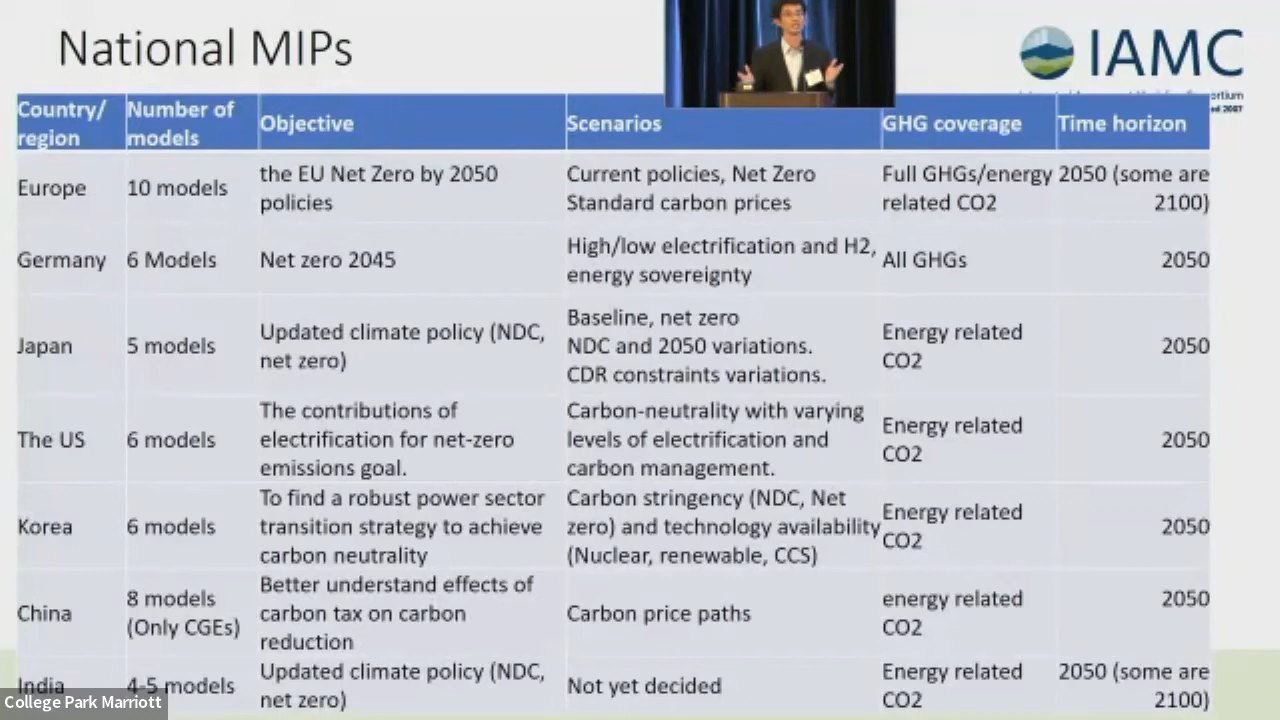 National MIPs
IAMC
Country/
region
Number of
models
Objective
Scenarios
GHG coverage
Time horizon
Europe
10 models
the EU Net Zero by 2050
policies
Current policies, Net Zero
Standard carbon prices
Full GHGs/energy
related CO2
2050 (some are
2100)
Germany
6 Models
Net zero 2045
High/low electrification and H2,
energy sovereignty
All GHGs
2050
Japan
5 models
Updated climate policy (NDC,
net zero)
Baseline, net zero
NDC and 2050 variations.
CDR constraints variations.
Energy related
CO2
2050
The US
6 models
The contributions of
electrification for net-zero
emissions goal.
Carbon-neutrality with varying
levels of electrification and
carbon management.
Energy related
CO2
2050
Korea
6 models
To find a robust power sector
transition strategy to achieve
carbon neutrality
Carbon stringency (NDC, Net
zero) and technology availability
(Nuclear, renewable, CCS)
Energy related
CO2
2050
China
8 models
(Only CGEs)
Better understand effects of
carbon tax on carbon
reduction
Carbon price paths
energy related
CO2
2050
India
4-5 models
Updated climate policy (NDC,
net zero)
Not yet decided
Energy related
CO2
2050 (some are
2100)
College Park Marriott